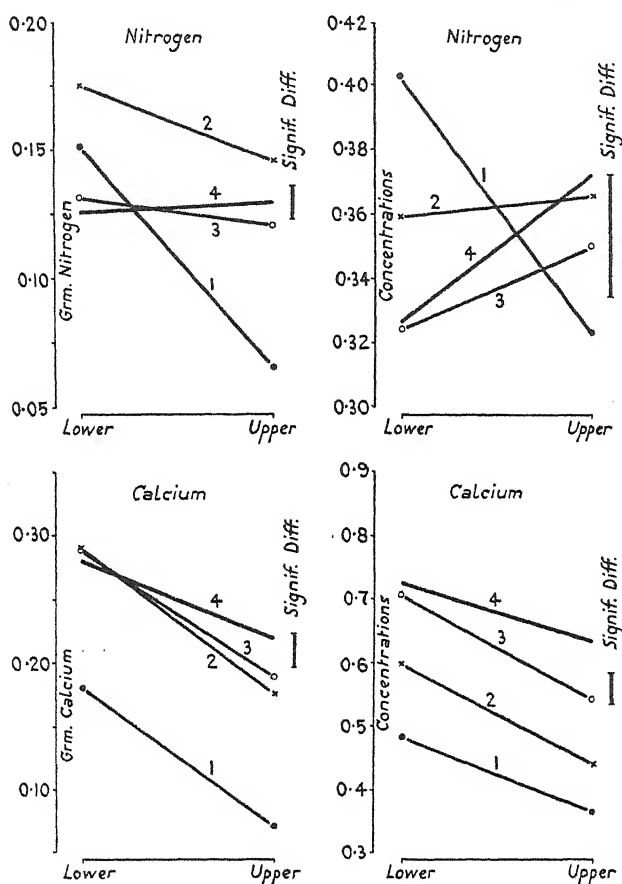 Nitrogen
0·20
0·15
0·10
0·05
Grm. Nitrogen
2
4
3
1
Signif. Diff.
Lower Upper
Nitrogen
0·42
0·40
0·38
0·36
0·34
0·32
0·30
Concentrations
1
2
4
3
Signif. Diff.
Lower Upper
Calcium
0·30
0·20
0·10
Grm. Calcium
4
3
2
1
Signif. Diff.
Lower Upper
Calcium
0·9
0·8
0·7
0·6
0·5
0·4
0·3
Concentrations
4
3
2
1
Signif. Diff.
Lower Upper